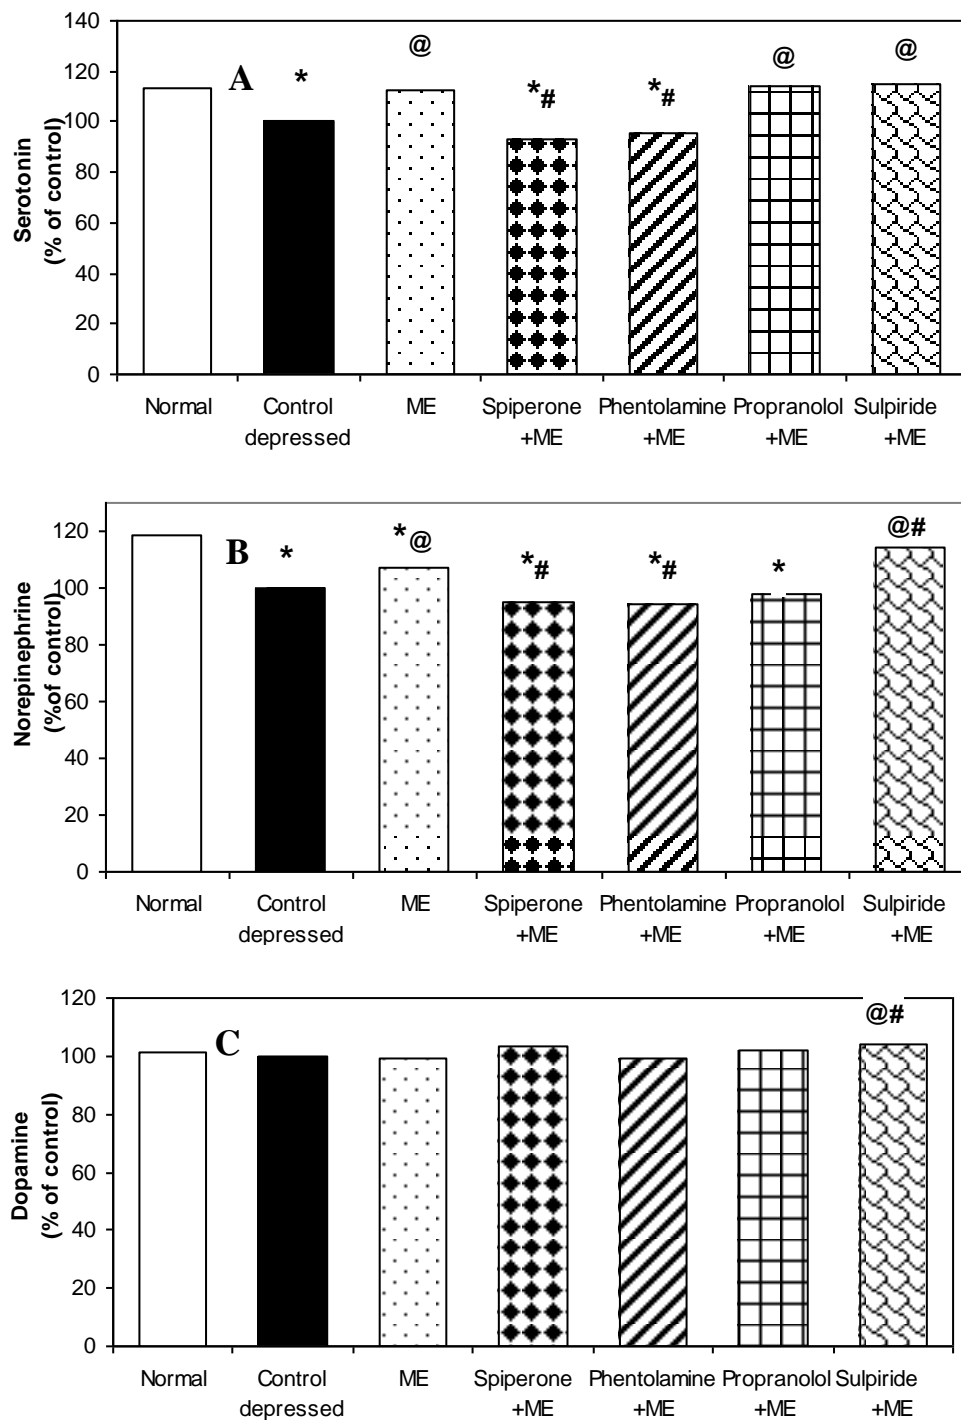 140
120
100
80
60
40
20
0
Serotonin
(% of control)
A
*
@
*#
*#
@
@
Normal Control ME Spiperone Phentolamine Propranolol Sulpiride
depressed +ME +ME +ME +ME
120
100
80
60
40
20
0
Norepinephrine
(%of control)
B
*
*@
*#
*#
*
@#
Normal Control ME Spiperone Phentolamine Propranolol Sulpiride
depressed +ME +ME +ME +ME
120
100
80
60
40
20
0
Dopamine
(% of control)
C
@#
Normal Control ME Spiperone Phentolamine Propranolol Sulpiride
depressed +ME +ME +ME +ME